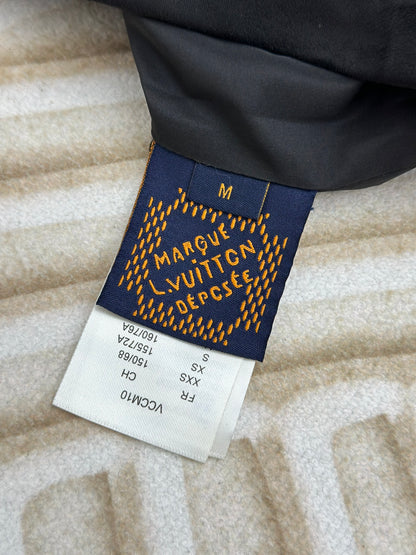 M
MARQUE
L.VUITTON
DÉPOSÉE
VCCM10
FR CH
XXS 150/68
XS 155/72A
S 160/76A